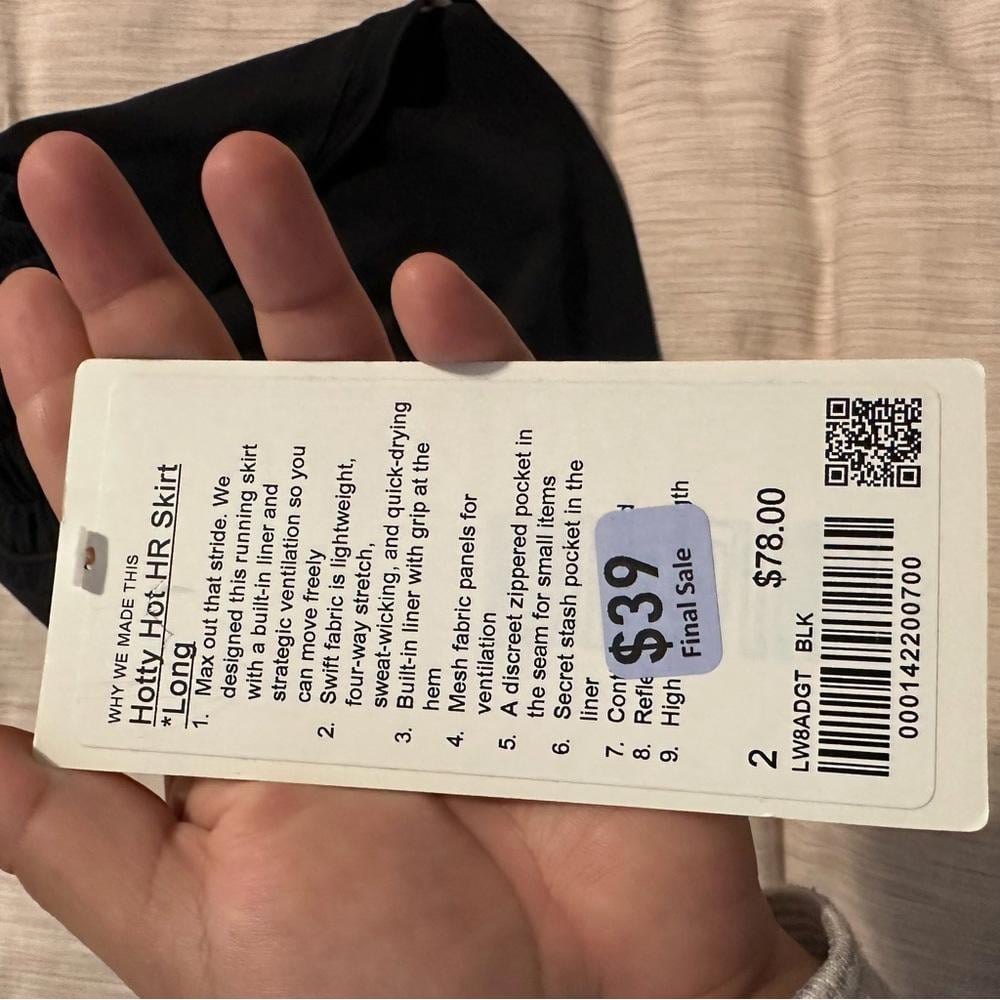 WHY WE MADE THIS
Hotty Hot HR Skirt
*Long
1. Max out that stride. We
designed this running skirt
with a built-in liner and
strategic ventilation so you
can move freely
2. Swift fabric is lightweight,
four-way stretch,
sweat-wicking, and quick-drying
3. Built-in liner with grip at the
hem
4. Mesh fabric panels for
ventilation
5. A discreet zippered pocket in
the seam for small items
6. Secret stash pocket in the
liner
7.
8.
9. High
$39
Final Sale
2
$78.00
LW8ADGT BLK
0001422200700